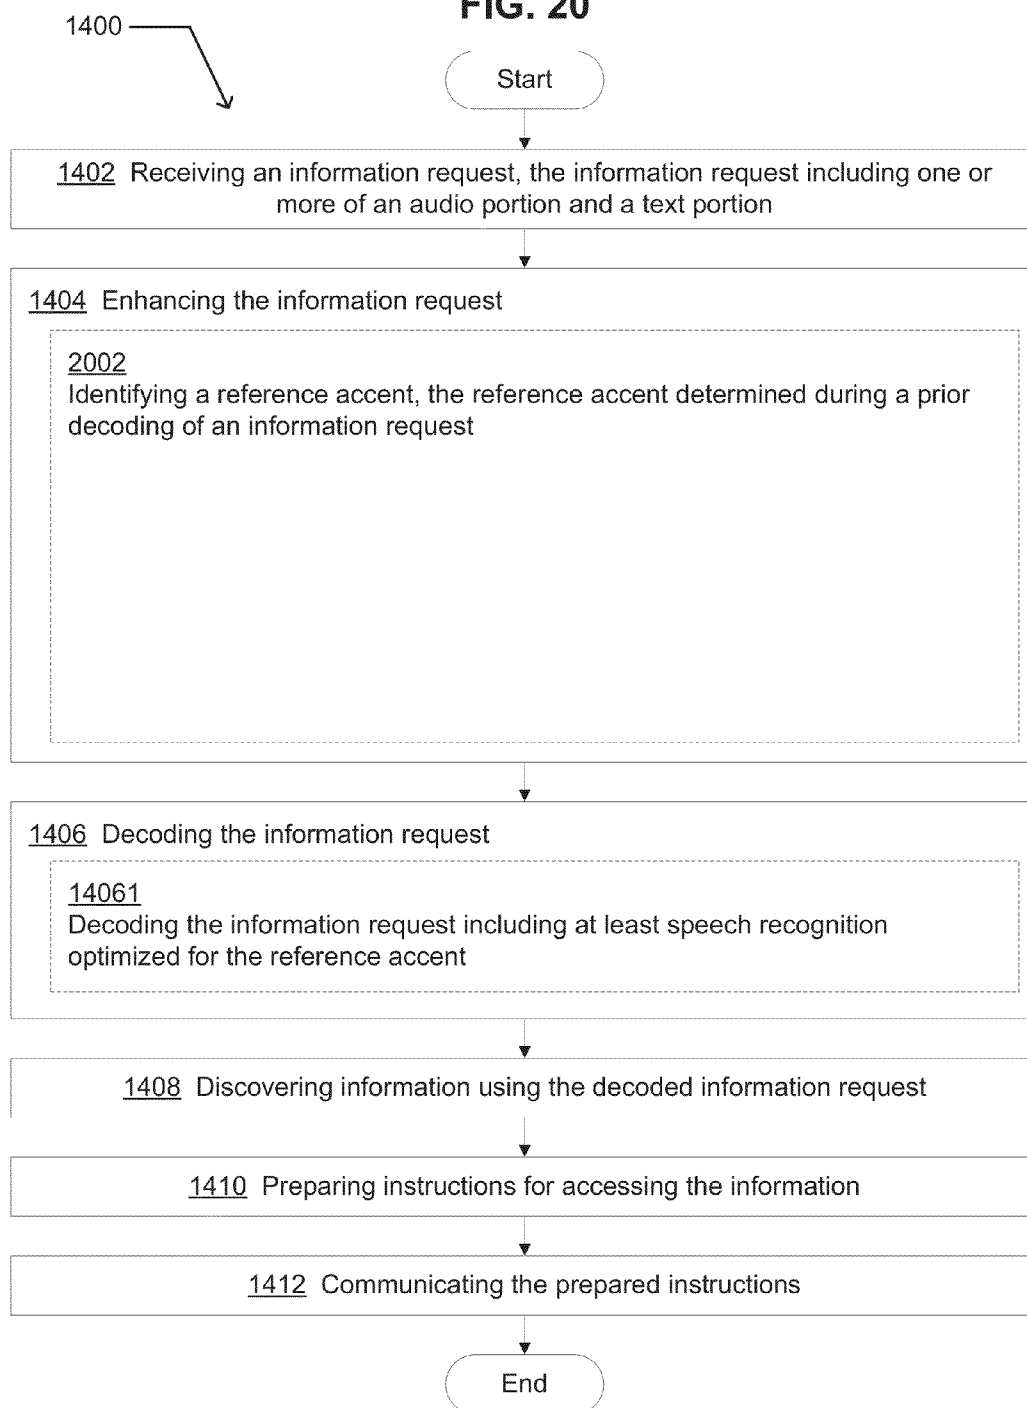 FIG. 20
1400
Start
1402 Receiving an information request, the information request including one or
more of an audio portion and a text portion
1404 Enhancing the information request
2002
Identifying a reference accent, the reference accent determined during a prior
decoding of an information request
1406 Decoding the information request
14061
Decoding the information request including at least speech recognition
optimized for the reference accent
1408 Discovering information using the decoded information request
1410 Preparing instructions for accessing the information
1412 Communicating the prepared instructions
End